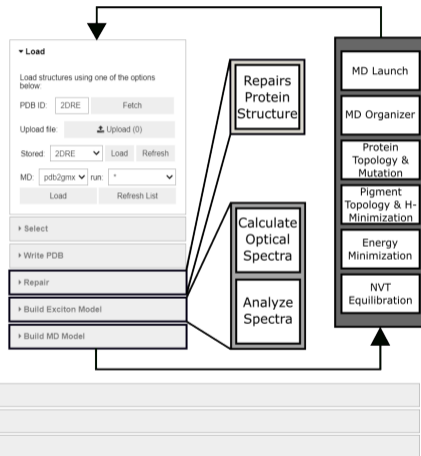 ▾ Load
Load structures using one of the options
below.
PDB ID: 2DRE Fetch
Upload file: Upload (0)
Stored: 2DRE Load Refresh
MD: pdb2gmx run: *
Load Refresh List
▸ Select
▸ Write PDB
▸ Repair
▸ Build Exciton Model
▸ Build MD Model
Repairs
Protein
Structure
Calculate
Optical
Spectra
Analyze
Spectra
MD Launch
MD Organizer
Protein
Topology &
Mutation
Pigment
Topology & H-
Minimization
Energy
Minimization
NVT
Equilibration